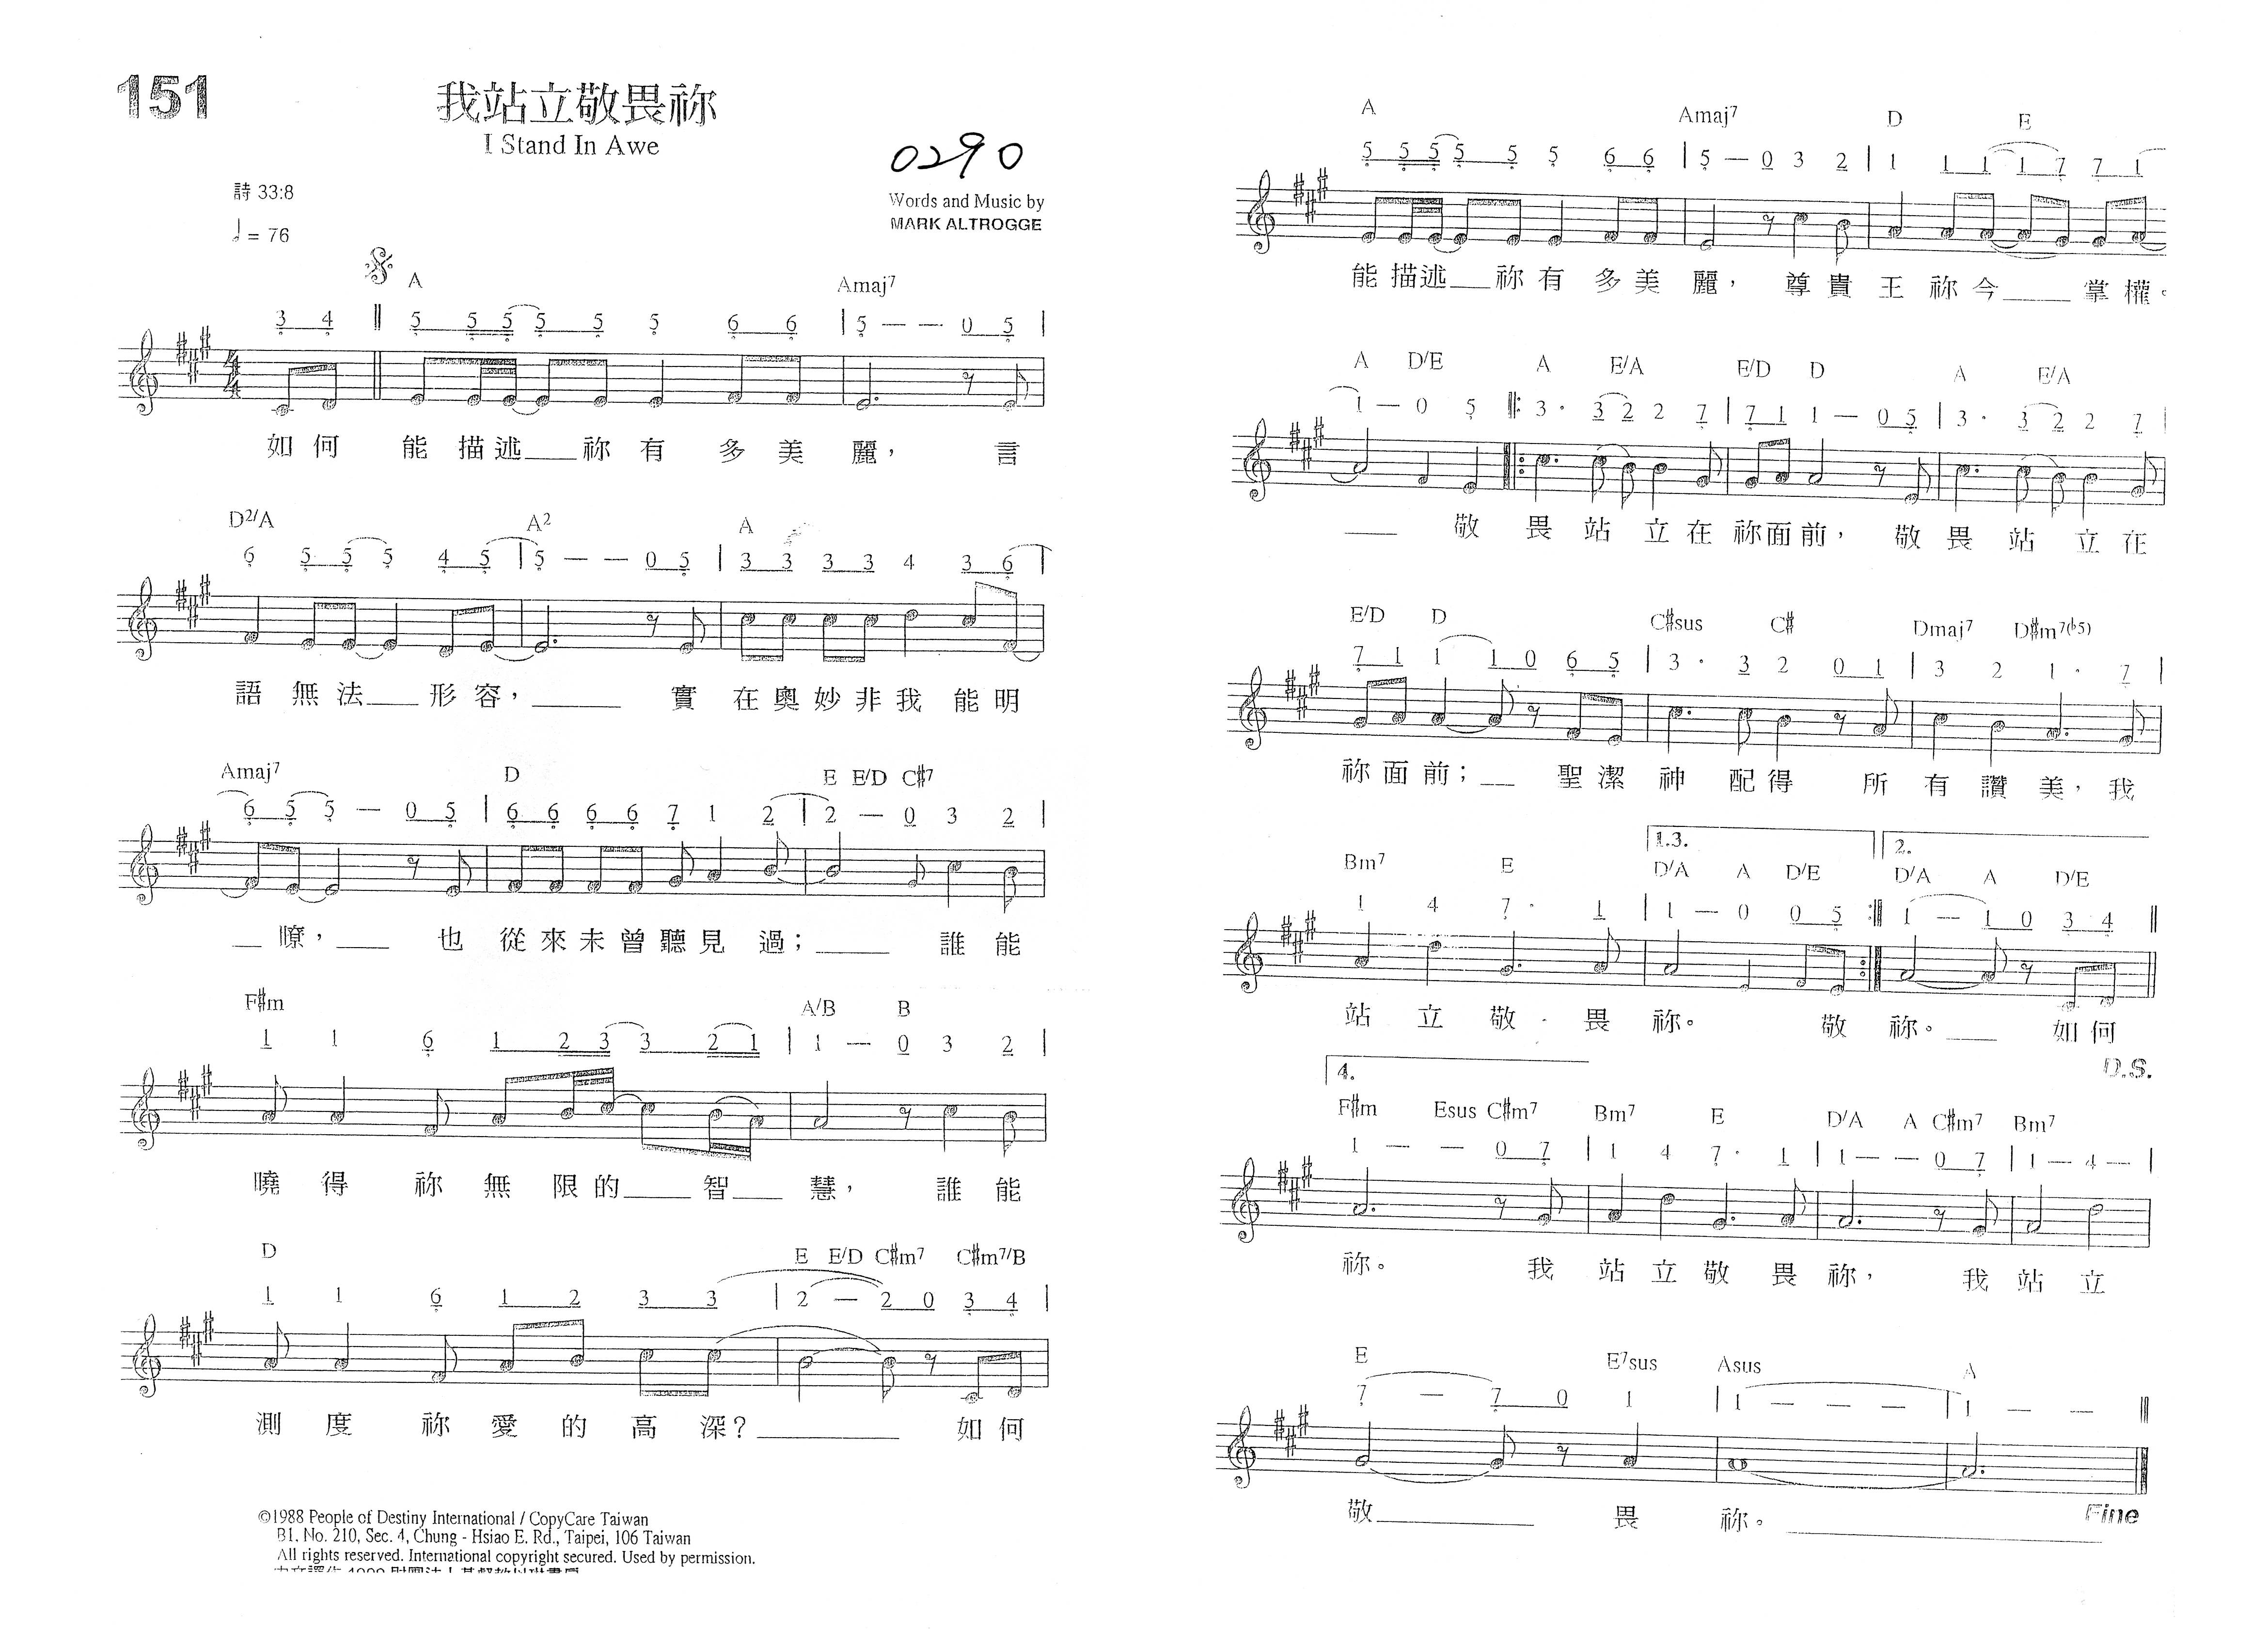 151
我站立敬畏祢
I Stand In Awe
0290
詩 33:8
Words and Music by
MARK ALTROGGE
♩= 76
A Amaj7
3 4 ‖ 5 5 5 5 5 5 6 6 | 5 — — 0 5 |
如何 能描述___祢有多美麗, 言
D2/A A2 A
6 5 5 5 4 5 | 5 — — 0 5 | 3 3 3 3 4 3 6 |
語無法___形容,___ 實在奧妙非我能明
Amaj7 D E E/D C#7
6 5 5 — 0 5 | 6 6 6 6 7 1 2 | 2 — 0 3 2 |
__瞭,___ 也從來未曾聽見過;___ 誰能
F#m A/B B
1 1 6 1 2 3 3 2 1 | 1 — 0 3 2 |
曉得祢無限的___智__慧, 誰能
D E E/D C#m7 C#m7/B
1 1 6 1 2 3 3 | 2 — 2 0 3 4 |
測度祢愛的高深?_____ 如何
©1988 People of Destiny International / CopyCare Taiwan
B1, No. 210, Sec. 4, Chung - Hsiao E. Rd., Taipei, 106 Taiwan
All rights reserved. International copyright secured. Used by permission.
A Amaj7 D E
5 5 5 5 5 5 6 6 | 5 — 0 3 2 | 1 1 1 1 7 7 1
能描述__祢有多美麗, 尊貴王祢今___掌權。
A D/E A E/A E/D D A E/A
1 — 0 5 ‖: 3 · 3 2 2 7 | 7 1 1 — 0 5 | 3 · 3 2 2 7 |
__ 敬畏站立在祢面前, 敬畏站立在
E/D D C#sus C# Dmaj7 D#m7(b5)
7 1 1 1 0 6 5 | 3 · 3 2 0 1 | 3 2 1 · 7 |
祢面前;__ 聖潔神配得 所有讚美, 我
1.3. 2.
Bm7 E D/A A D/E D/A A D/E
1 4 7 · 1 | 1 — 0 0 5 :‖ 1 — 1 0 3 4 ‖
站立敬·畏祢。 敬祢。__ 如何
D.S.
4.
F#m Esus C#m7 Bm7 E D/A A C#m7 Bm7
1 — — 0 7 | 1 4 7 · 1 | 1 — — 0 7 | 1 — 4 — |
祢。 我站立敬畏祢, 我站立
E E7sus Asus A
7 — 7 0 1 | 1 — — — | 1 — — ‖
敬______畏祢。__________
Fine